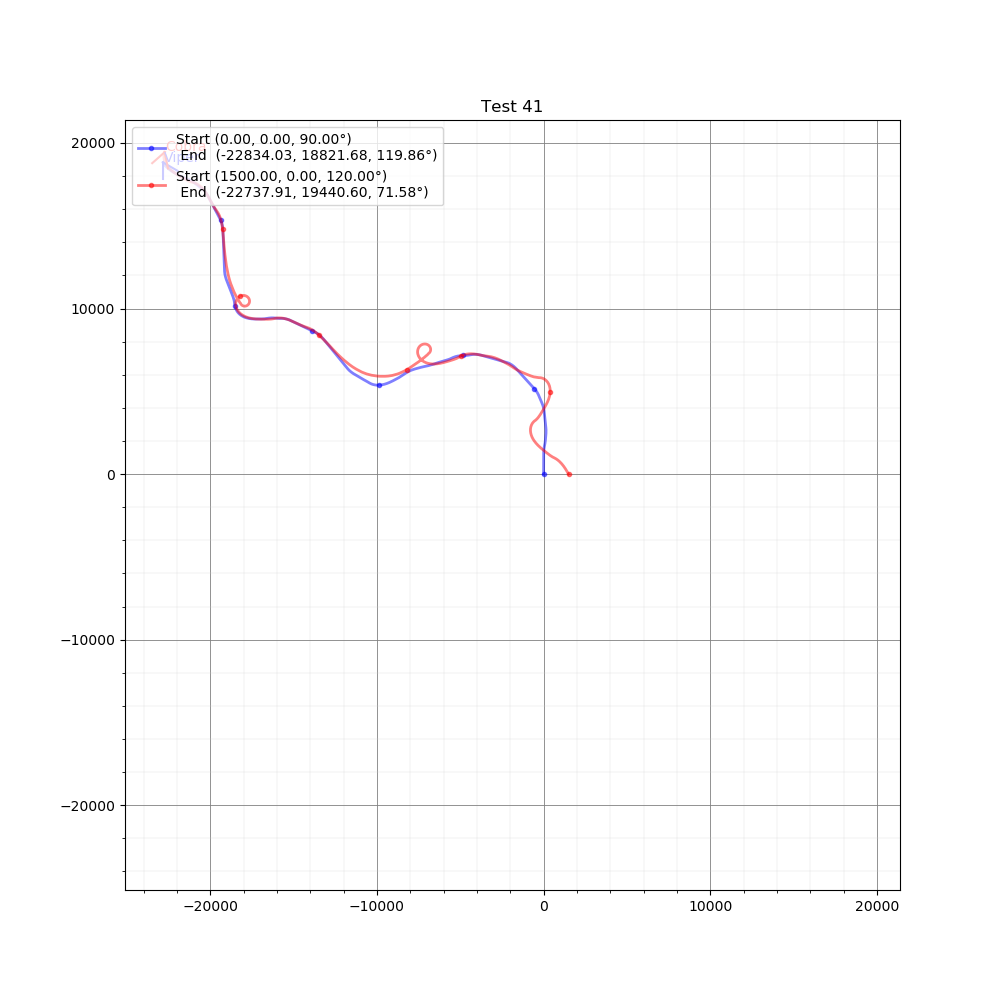 Test 41
Start (0.00, 0.00, 90.00°)
End (-22834.03, 18821.68, 119.86°)
Start (1500.00, 0.00, 120.00°)
End (-22737.91, 19440.60, 71.58°)
20000
10000
0
−10000
−20000
−20000 −10000 0 10000 20000